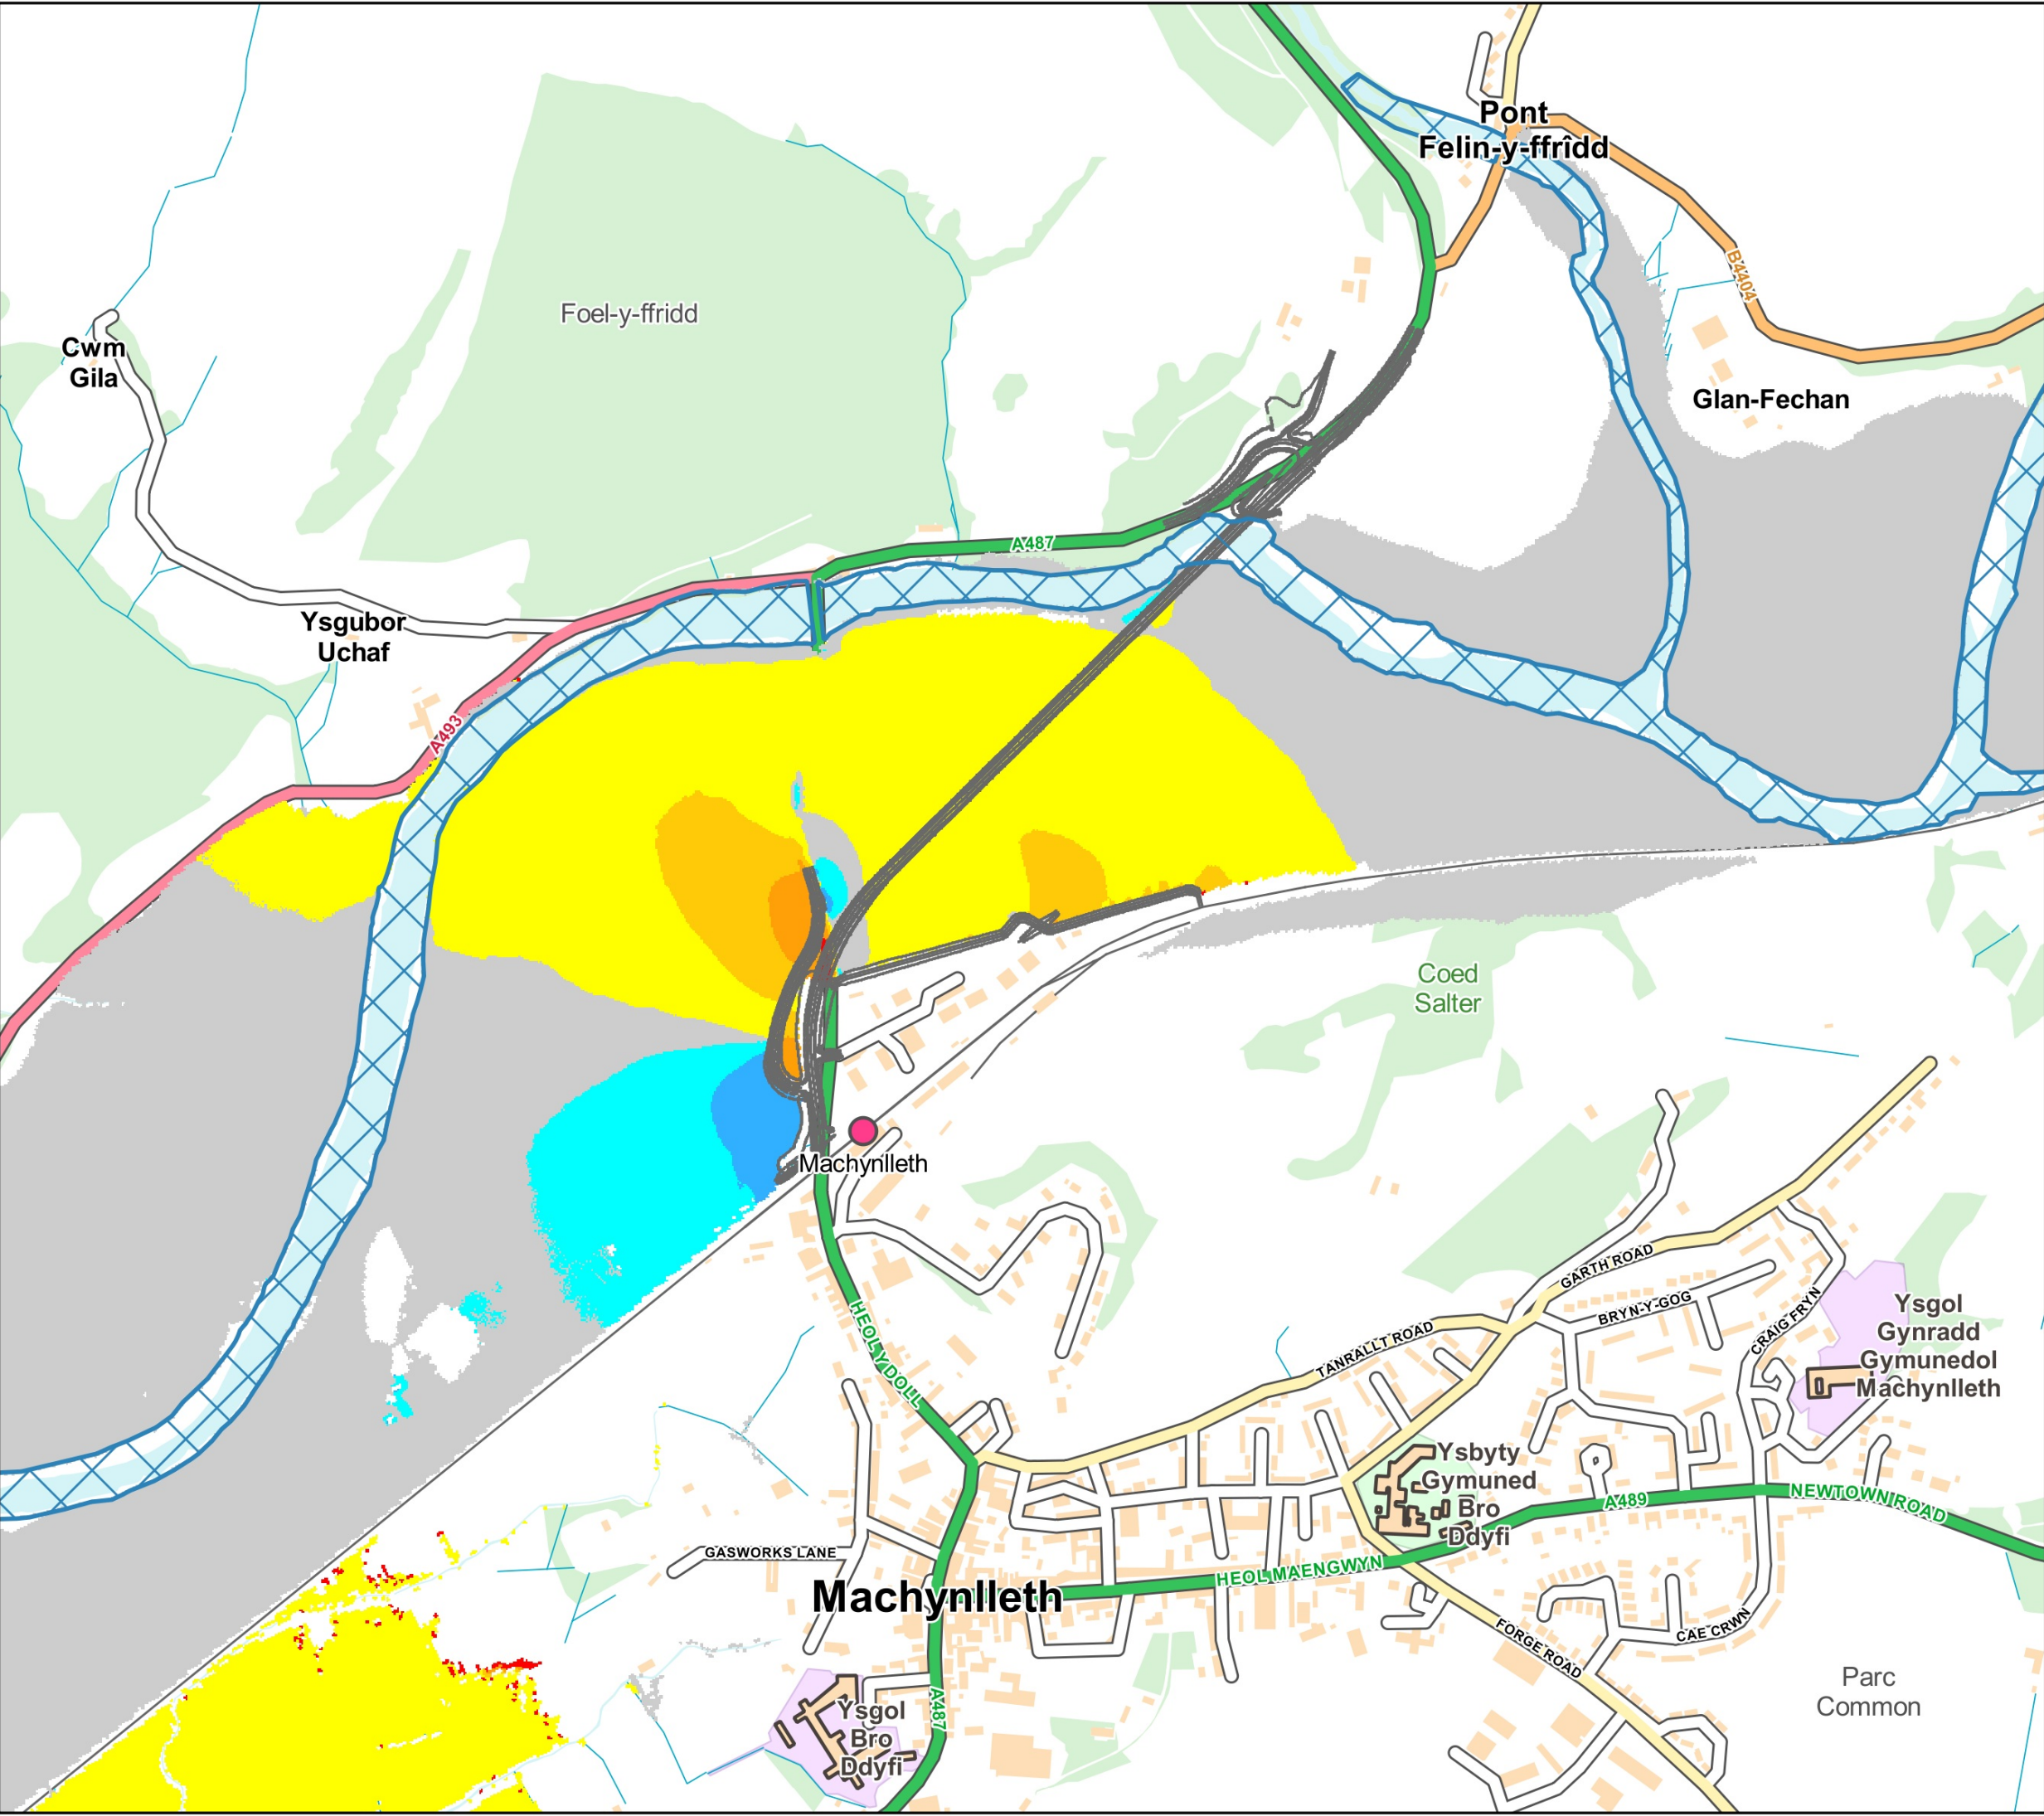 Pont
Felin-y-ffrîdd
B4404
Foel-y-ffridd
Cwm
Gila
Glan-Fechan
A487
Ysgubor
Uchaf
A493
Coed
Salter
Machynlleth
HEOL Y DOLL
GARTH ROAD
BRYN-Y-GOG
CRAIG FRYN
TANRALLT ROAD
Ysgol
Gynradd
Gymunedol
Machynlleth
Ysbyty
Gymuned
Bro
Ddyfi
A489
NEWTOWN ROAD
GASWORKS LANE
HEOL MAENGWYN
Machynlleth
FORGE ROAD
CAE CRWN
Parc
Common
A487
Ysgol
Bro
Ddyfi